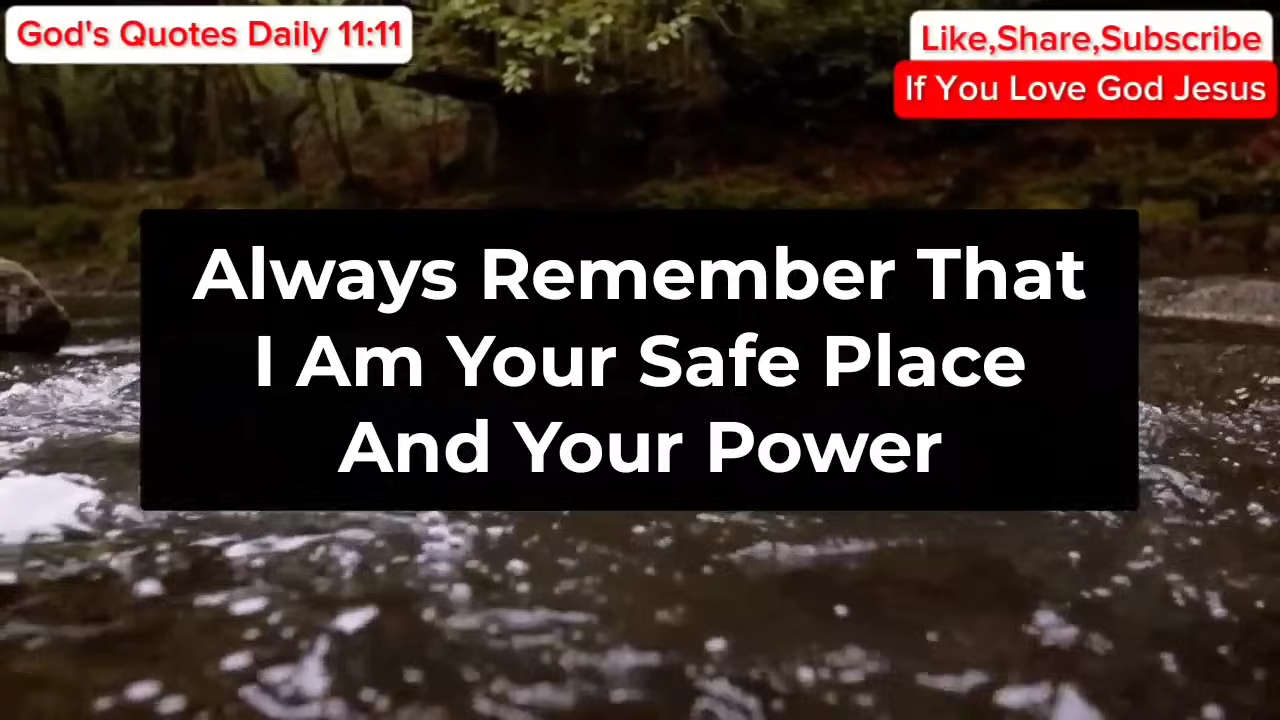 God's Quotes Daily 11:11
Like,Share,Subscribe
If You Love God Jesus
Always Remember That
I Am Your Safe Place
And Your Power